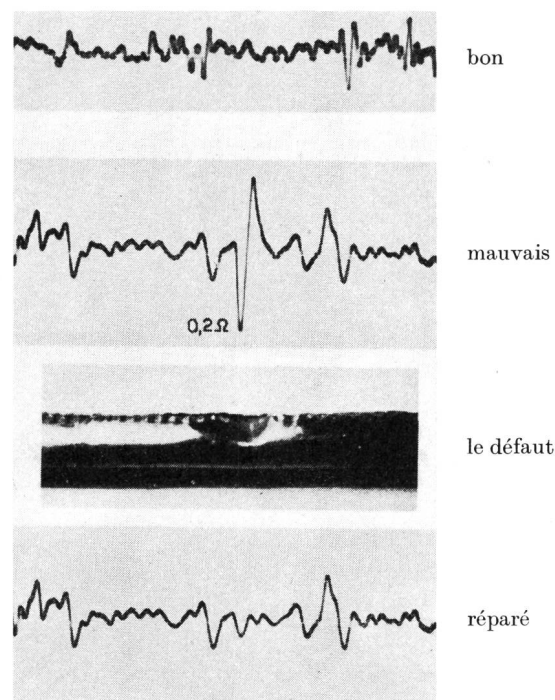 bon
mauvais
0,2Ω
le défaut
réparé